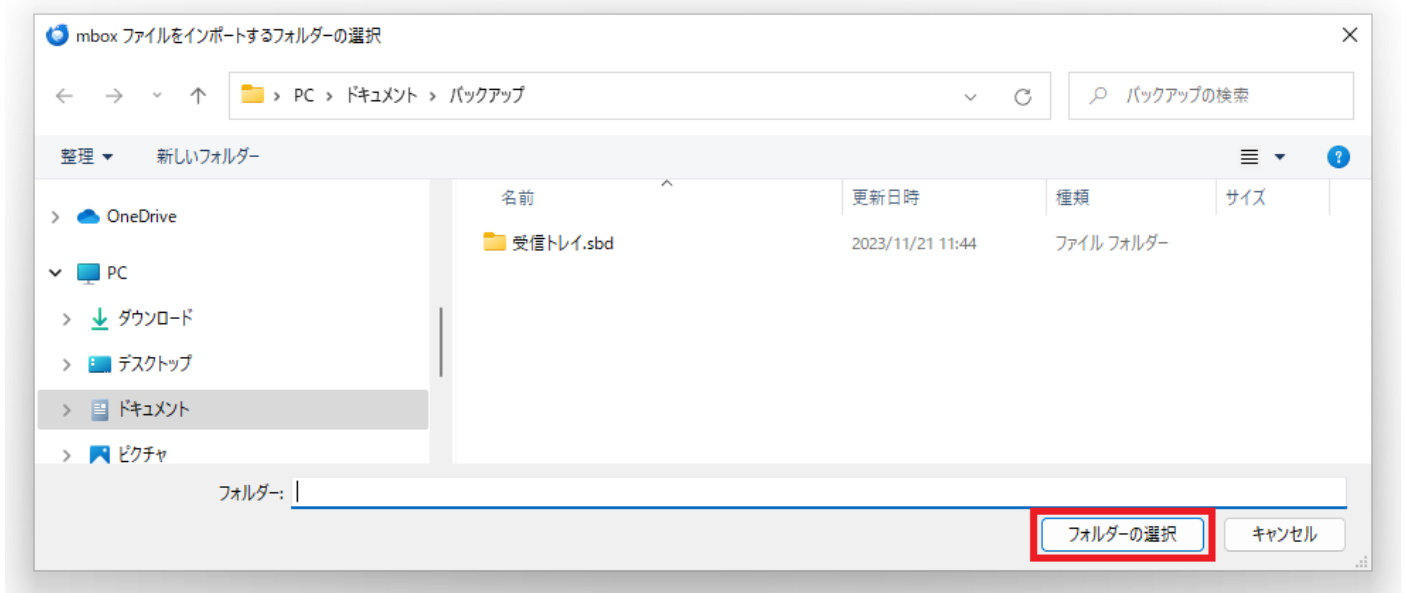 mbox ファイルをインポートするフォルダーの選択
PC › ドキュメント › バックアップ
バックアップの検索
整理 新しいフォルダー
名前 更新日時 種類 サイズ
OneDrive
受信トレイ.sbd 2023/11/21 11:44 ファイル フォルダー
PC
ダウンロード
デスクトップ
ドキュメント
ピクチャ
フォルダー:
フォルダーの選択 キャンセル